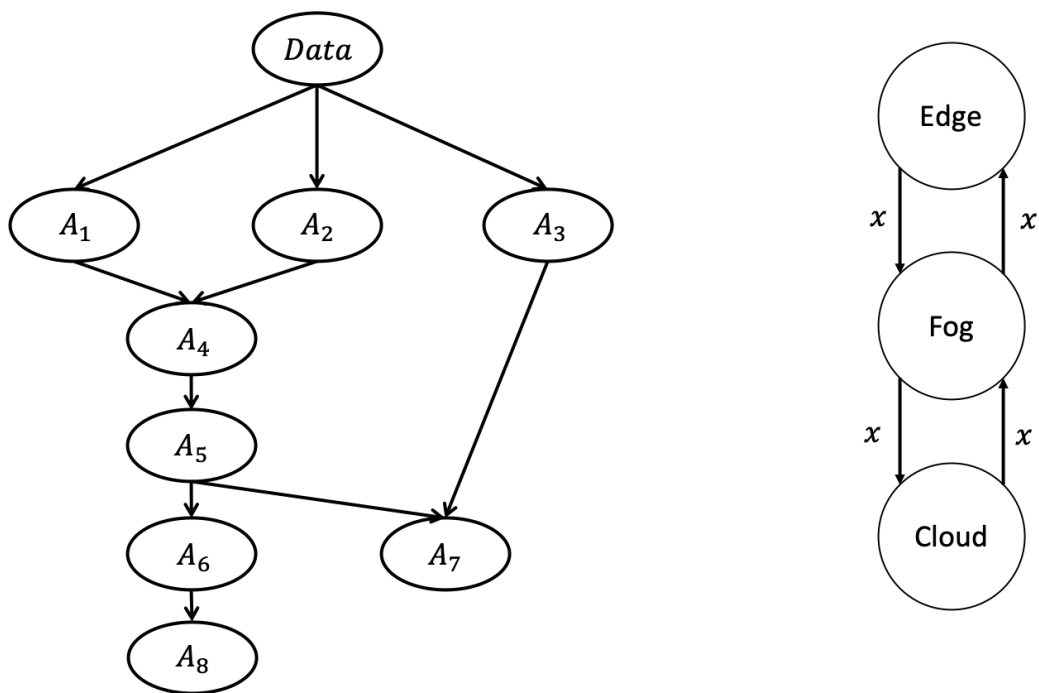 Data
A₁
A₂
A₃
A₄
A₅
A₆
A₇
A₈
Edge
x
x
Fog
x
x
Cloud